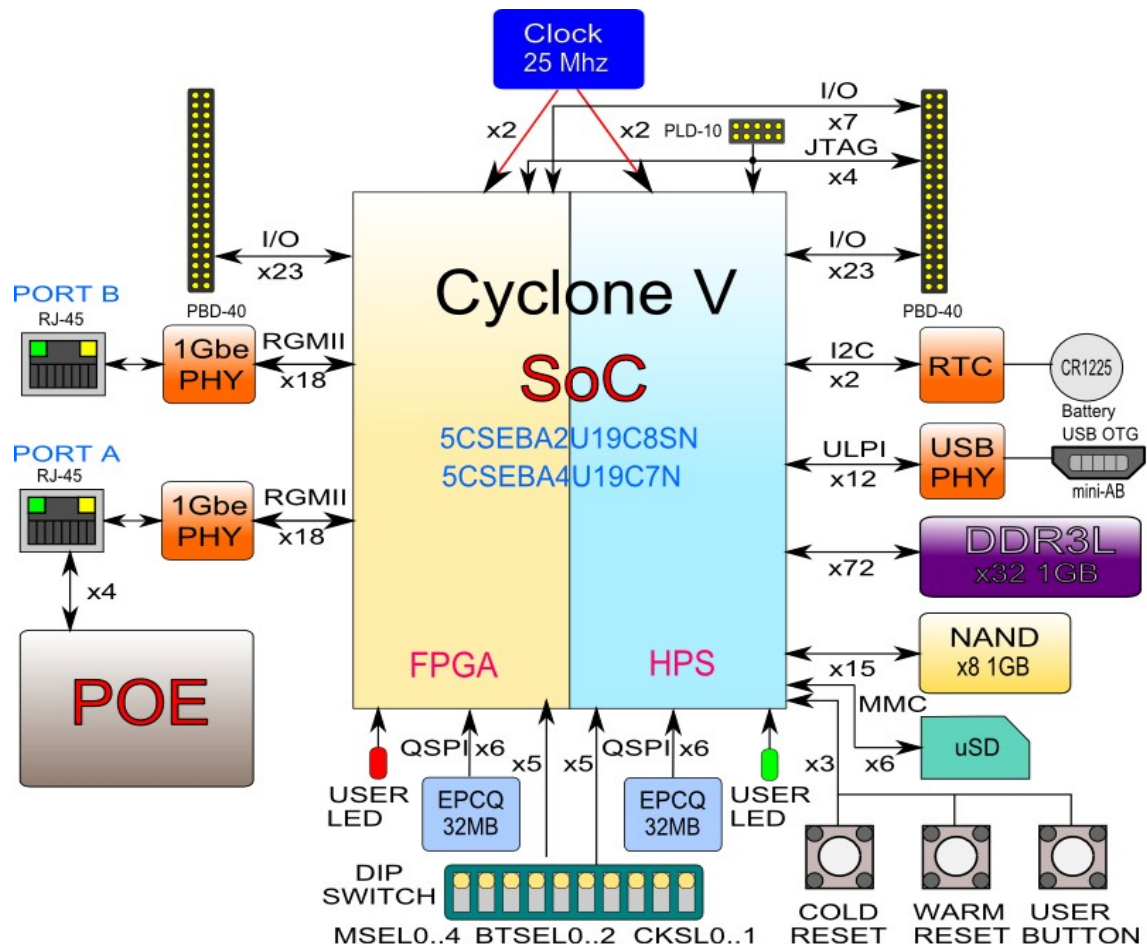 Clock
25 Mhz
I/O
x7
x2
x2
PLD-10
JTAG
x4
I/O
x23
I/O
x23
PORT B
RJ-45
PBD-40
PBD-40
1Gbe
PHY
RGMII
x18
Cyclone V
SoC
5CSEBA2U19C8SN
5CSEBA4U19C7N
I2C
x2
RTC
CR1225
Battery
PORT A
RJ-45
1Gbe
PHY
RGMII
x18
ULPI
x12
USB
PHY
USB OTG
mini-AB
x4
x72
DDR3L
x32 1GB
POE
FPGA
HPS
x15
NAND
x8 1GB
MMC
x6
uSD
x3
USER
LED
QSPI
x6
EPCQ
32MB
x5
x5
QSPI
x6
EPCQ
32MB
USER
LED
DIP
SWITCH
MSEL0..4 BTSEL0..2 CKSL0..1
COLD
RESET
WARM
RESET
USER
BUTTON